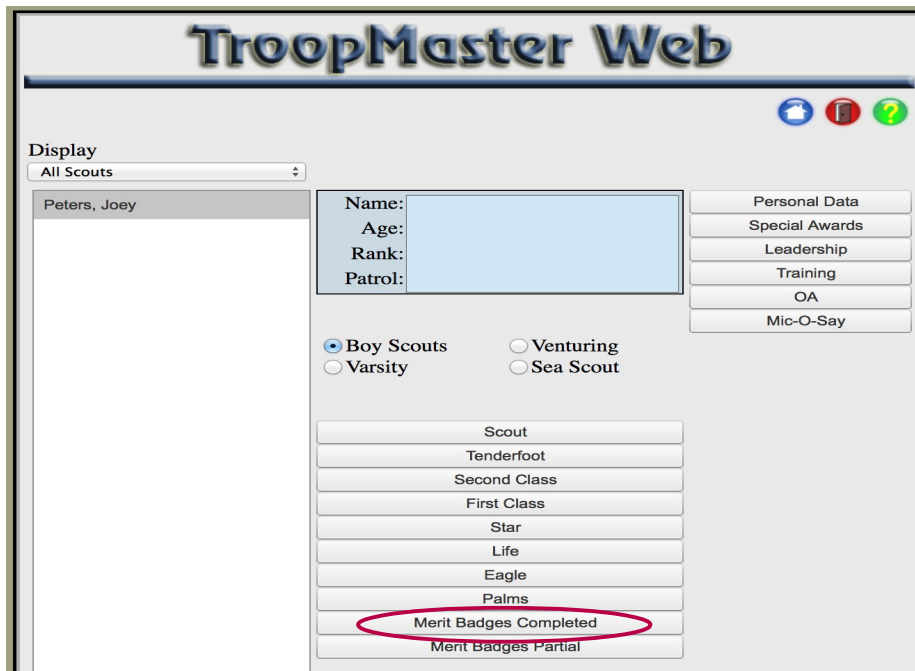 TroopMaster Web
?
Display
All Scouts
Peters, Joey
Name:
Age:
Rank:
Patrol:
Personal Data
Special Awards
Leadership
Training
OA
Mic-O-Say
Boy Scouts
Venturing
Varsity
Sea Scout
Scout
Tenderfoot
Second Class
First Class
Star
Life
Eagle
Palms
Merit Badges Completed
Merit Badges Partial